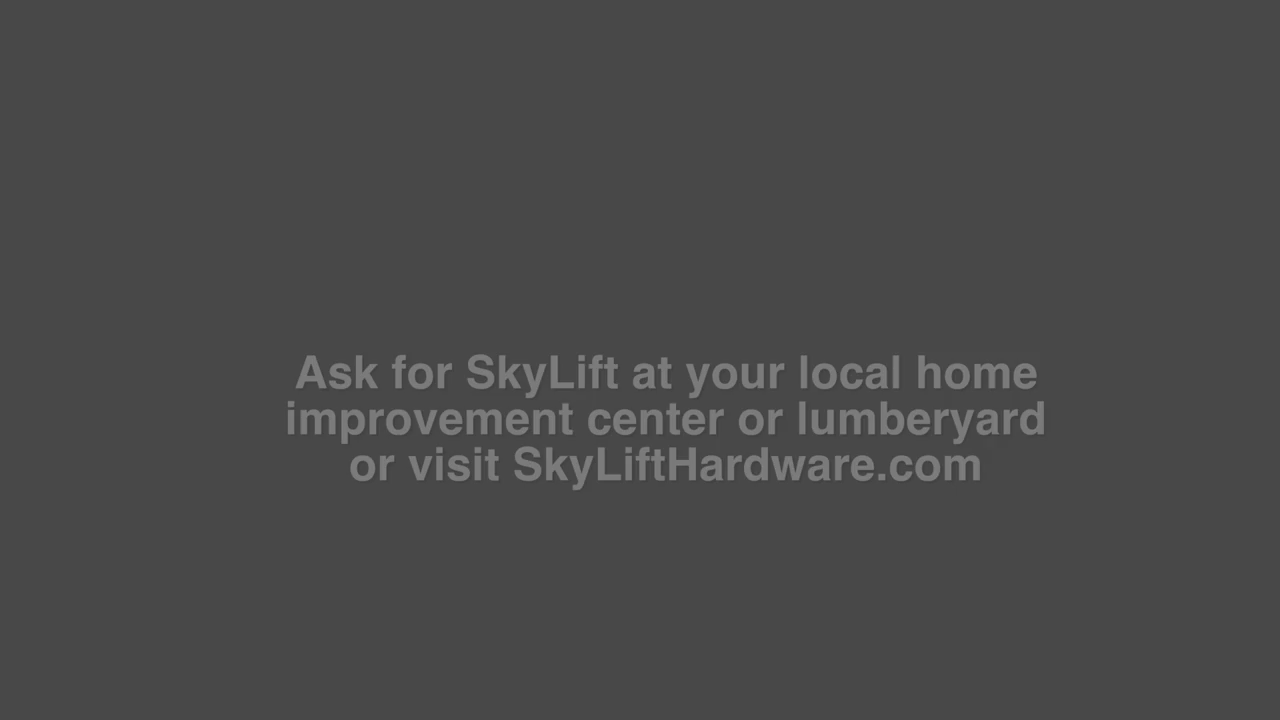 Ask for SkyLift at your local home
improvement center or lumberyard
or visit SkyLiftHardware.com